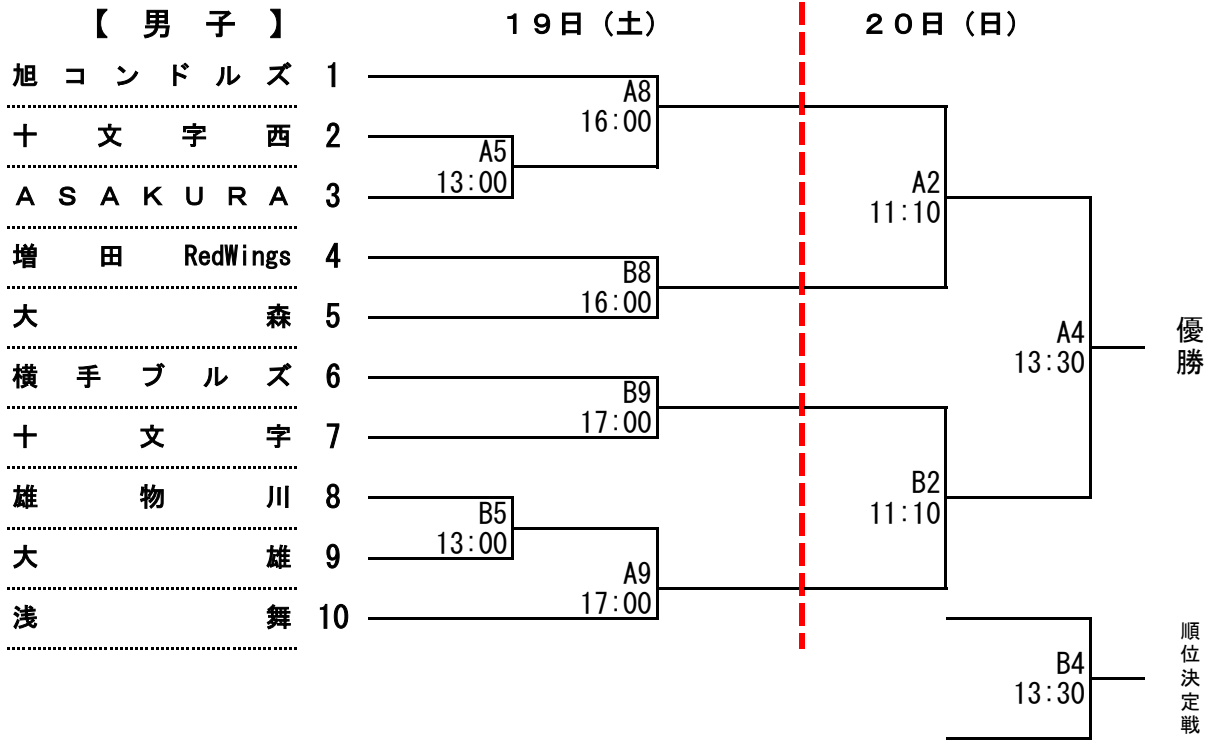 【 男 子 】 19日(土) 20日(日)
旭コンドルズ 1
A8
16:00
十文字西 2
A5
13:00
ASAKURA 3
A2
11:10
増田RedWings 4
B8
16:00
大森 5
A4
13:30
優勝
横手ブルズ 6
B9
17:00
十文字 7
雄物川 8
B2
11:10
B5
13:00
大雄 9
A9
17:00
浅舞 10
B4
13:30
順位決定戦